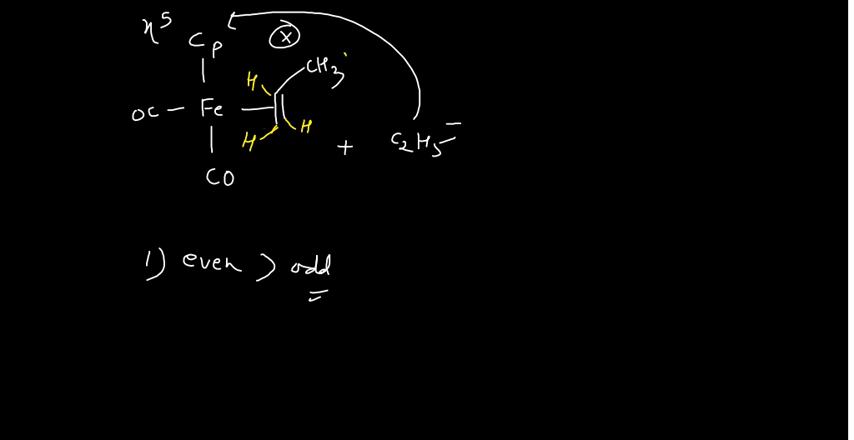 η5 Cp (x)
H CH3
OC - Fe
H H
+ C2H5-
CO
1) even > odd